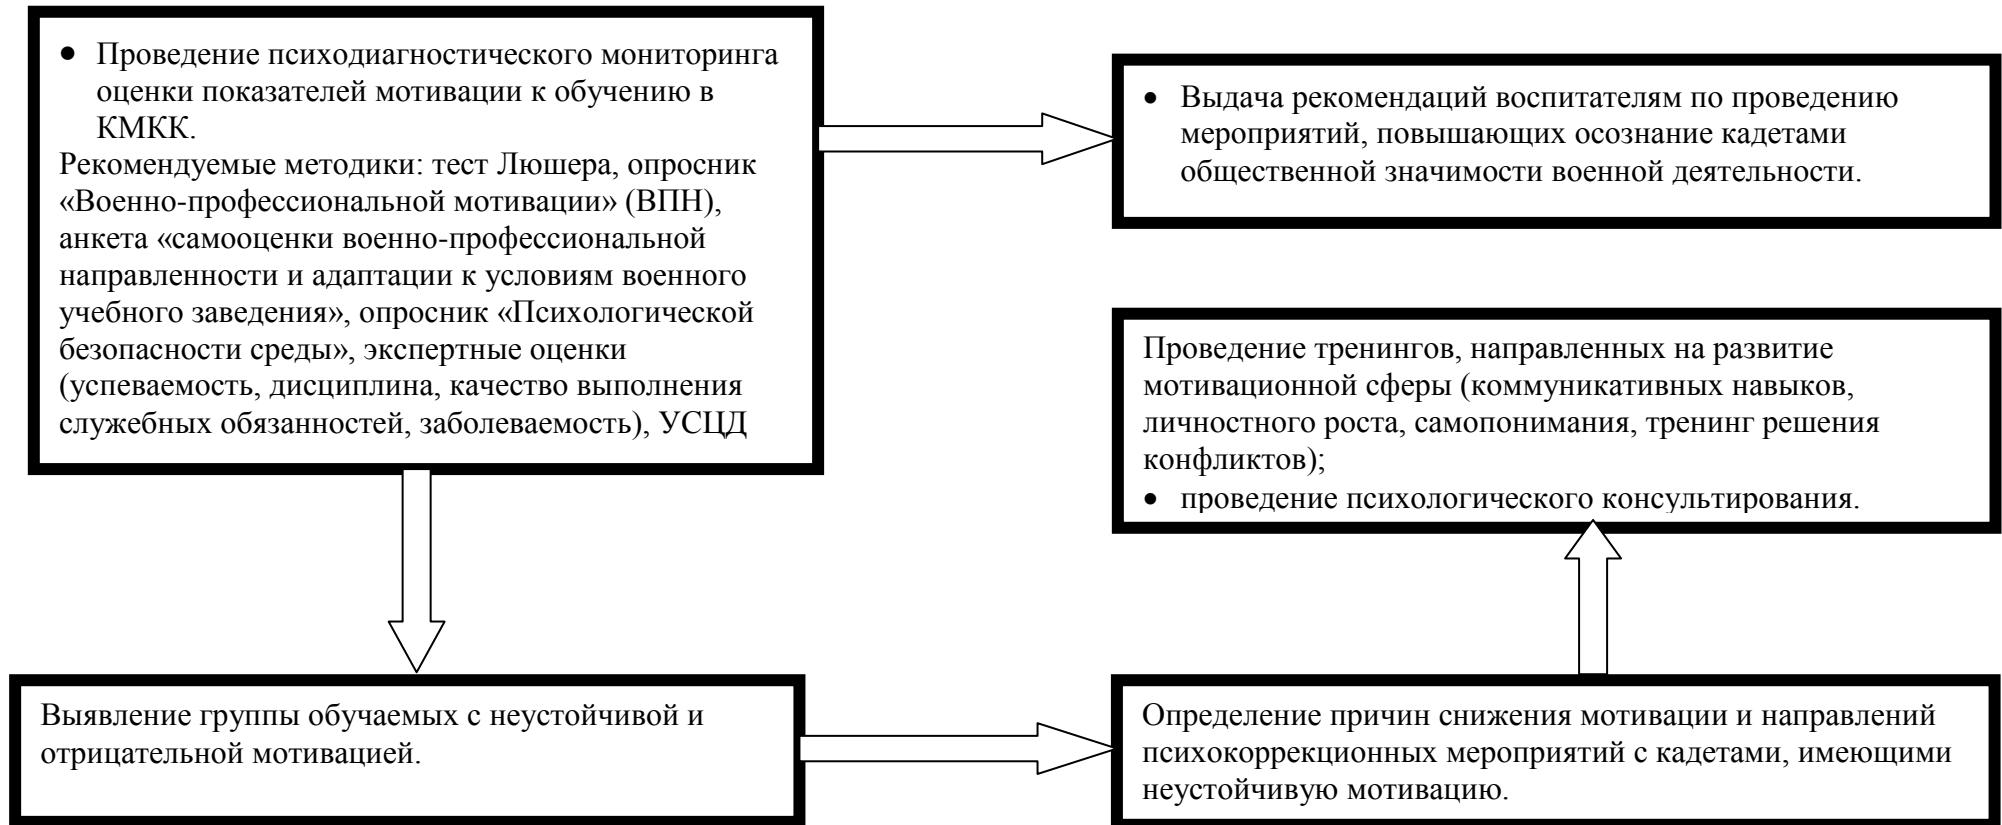 • Проведение психодиагностического мониторинга
оценки показателей мотивации к обучению в
КМКК.
Рекомендуемые методики: тест Люшера, опросник
«Военно-профессиональной мотивации» (ВПН),
анкета «самооценки военно-профессиональной
направленности и адаптации к условиям военного
учебного заведения», опросник «Психологической
безопасности среды», экспертные оценки
(успеваемость, дисциплина, качество выполнения
служебных обязанностей, заболеваемость), УСЦД
• Выдача рекомендаций воспитателям по проведению
мероприятий, повышающих осознание кадетами
общественной значимости военной деятельности.
Проведение тренингов, направленных на развитие
мотивационной сферы (коммуникативных навыков,
личностного роста, самопонимания, тренинг решения
конфликтов);
• проведение психологического консультирования.
Выявление группы обучаемых с неустойчивой и
отрицательной мотивацией.
Определение причин снижения мотивации и направлений
психокоррекционных мероприятий с кадетами, имеющими
неустойчивую мотивацию.